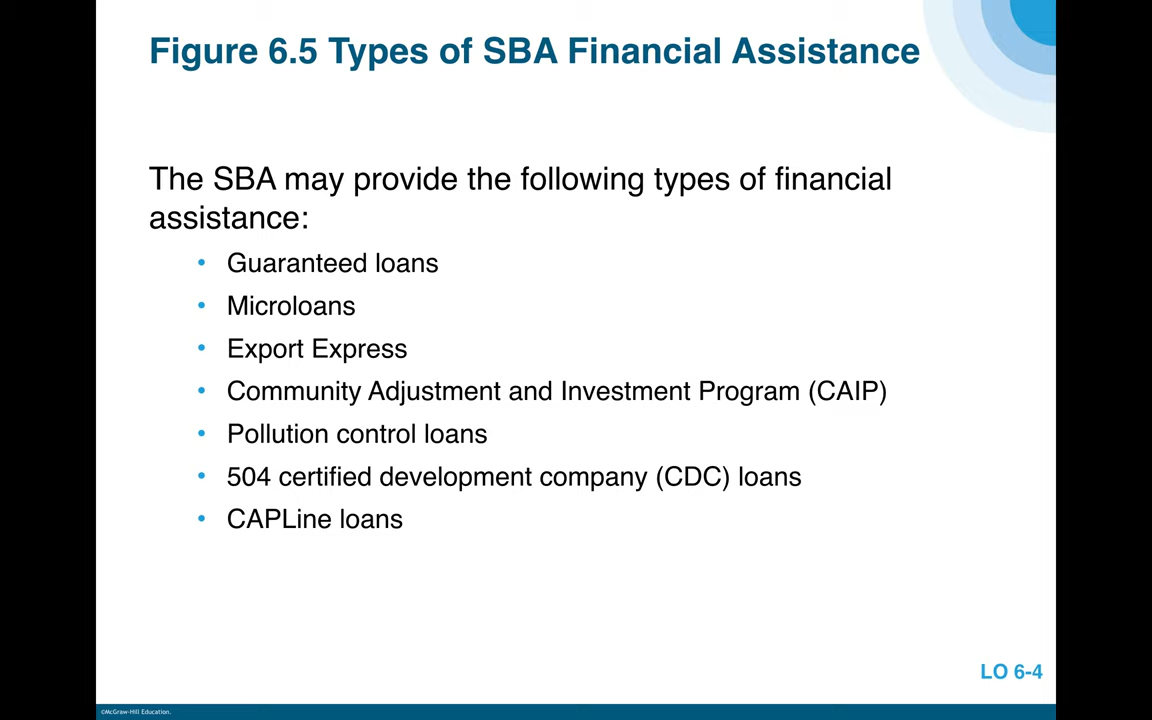 Figure 6.5 Types of SBA Financial Assistance
The SBA may provide the following types of financial
assistance:
• Guaranteed loans
• Microloans
• Export Express
• Community Adjustment and Investment Program (CAIP)
• Pollution control loans
• 504 certified development company (CDC) loans
• CAPLine loans
LO 6-4
©McGraw-Hill Education.